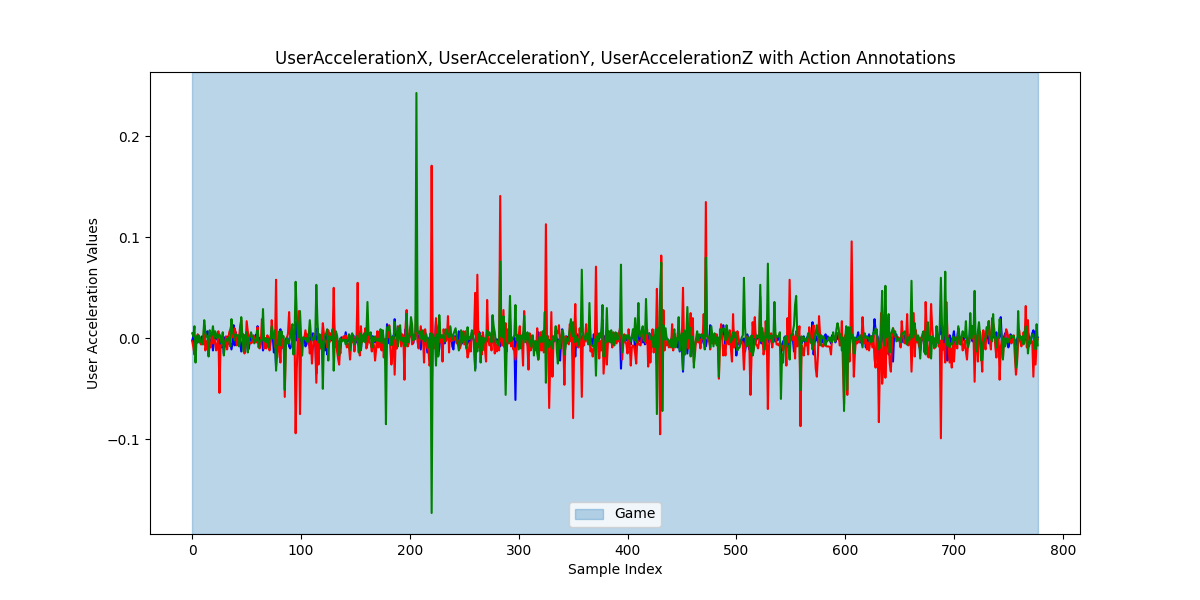 UserAccelerationX, UserAccelerationY, UserAccelerationZ with Action Annotations
User Acceleration Values
0.2
0.1
0.0
−0.1
Game
0 100 200 300 400 500 600 700 800
Sample Index